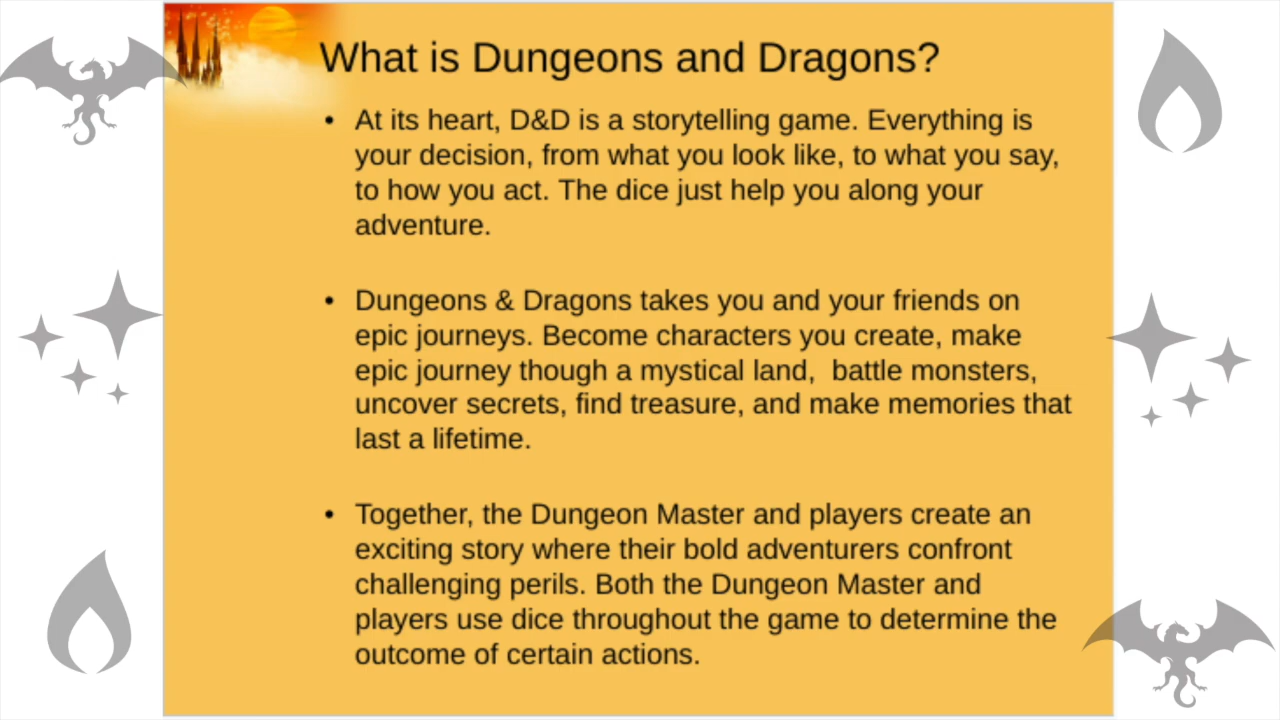 What is Dungeons and Dragons?
• At its heart, D&D is a storytelling game. Everything is
your decision, from what you look like, to what you say,
to how you act. The dice just help you along your
adventure.
• Dungeons & Dragons takes you and your friends on
epic journeys. Become characters you create, make
epic journey though a mystical land,  battle monsters,
uncover secrets, find treasure, and make memories that
last a lifetime.
• Together, the Dungeon Master and players create an
exciting story where their bold adventurers confront
challenging perils. Both the Dungeon Master and
players use dice throughout the game to determine the
outcome of certain actions.